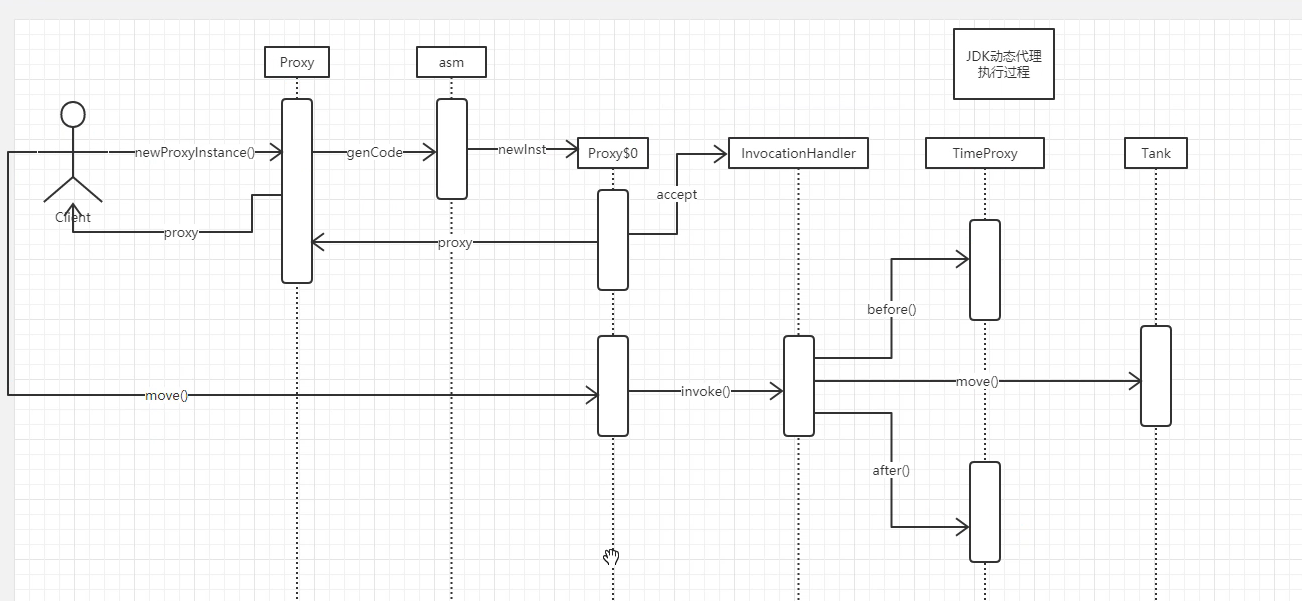 JDK动态代理
执行过程
Proxy
asm
newProxyInstance()
genCode
newInst
Proxy$0
InvocationHandler
TimeProxy
Tank
accept
Client
proxy
proxy
before()
move()
invoke()
move()
after()